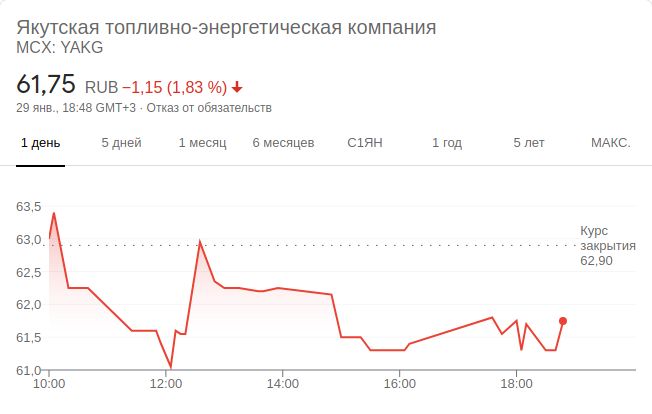 Якутская топливно-энергетическая компания
MCX: YAKG
61,75 RUB −1,15 (1,83 %)
29 янв., 18:48 GMT+3 · Отказ от обязательств
1 день 5 дней 1 месяц 6 месяцев С1ЯН 1 год 5 лет МАКС.
63,5
63,0
62,5
62,0
61,5
61,0
Курс
закрытия
62,90
10:00 12:00 14:00 16:00 18:00